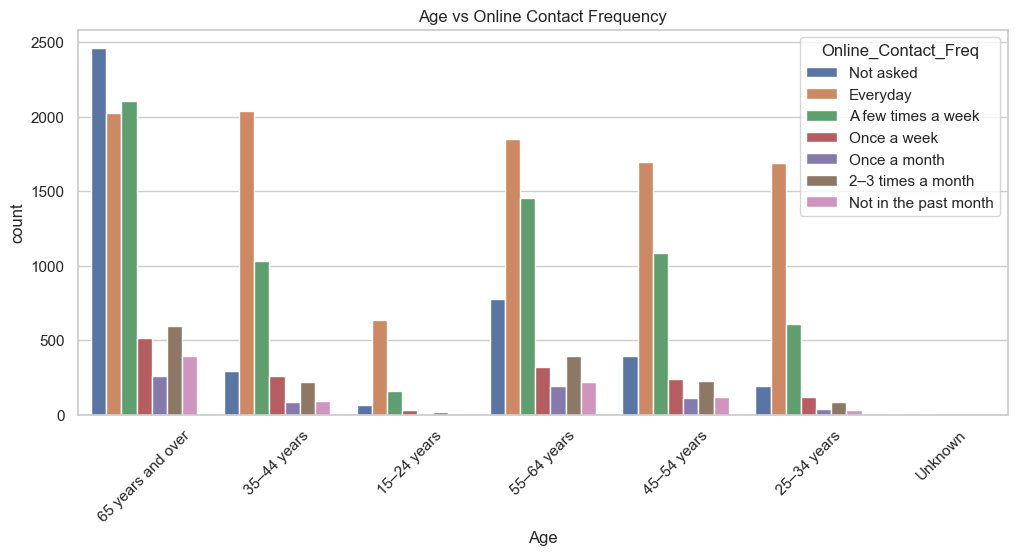 Age vs Online Contact Frequency
Online_Contact_Freq
Not asked
Everyday
A few times a week
Once a week
Once a month
2–3 times a month
Not in the past month
count
2500
2000
1500
1000
500
0
65 years and over
35–44 years
15–24 years
55–64 years
45–54 years
25–34 years
Unknown
Age